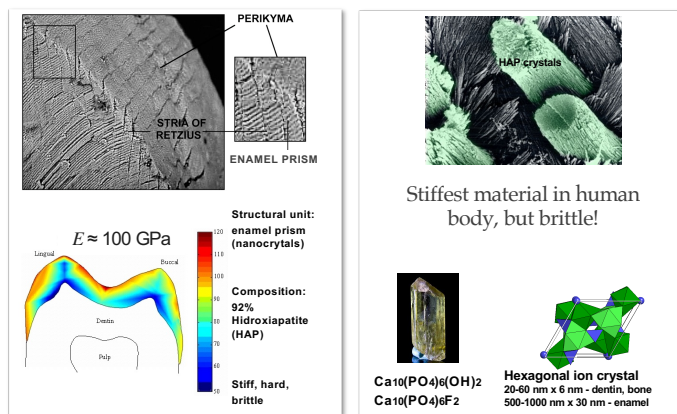 PERIKYMA
STRIA OF
RETZIUS
ENAMEL PRISM
E ≈ 100 GPa
Lingual
Buccal
Dentin
Pulp
120
110
100
90
80
70
60
50
Structural unit:
enamel prism
(nanocrytals)
Composition:
92%
Hidroxiapatite
(HAP)
Stiff, hard,
brittle
HAP crystals
Stiffest material in human
body, but brittle!
Ca10(PO4)6(OH)2
Ca10(PO4)6F2
Hexagonal ion crystal
20-60 nm x 6 nm - dentin, bone
500-1000 nm x 30 nm - enamel